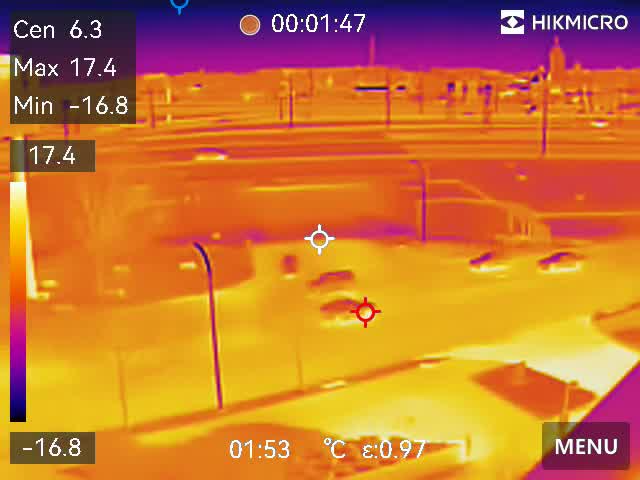 Cen 6.3
Max 17.4
Min -16.8
00:01:47
HIKMICRO
17.4
-16.8
01:53 ℃ ε:0.97
MENU